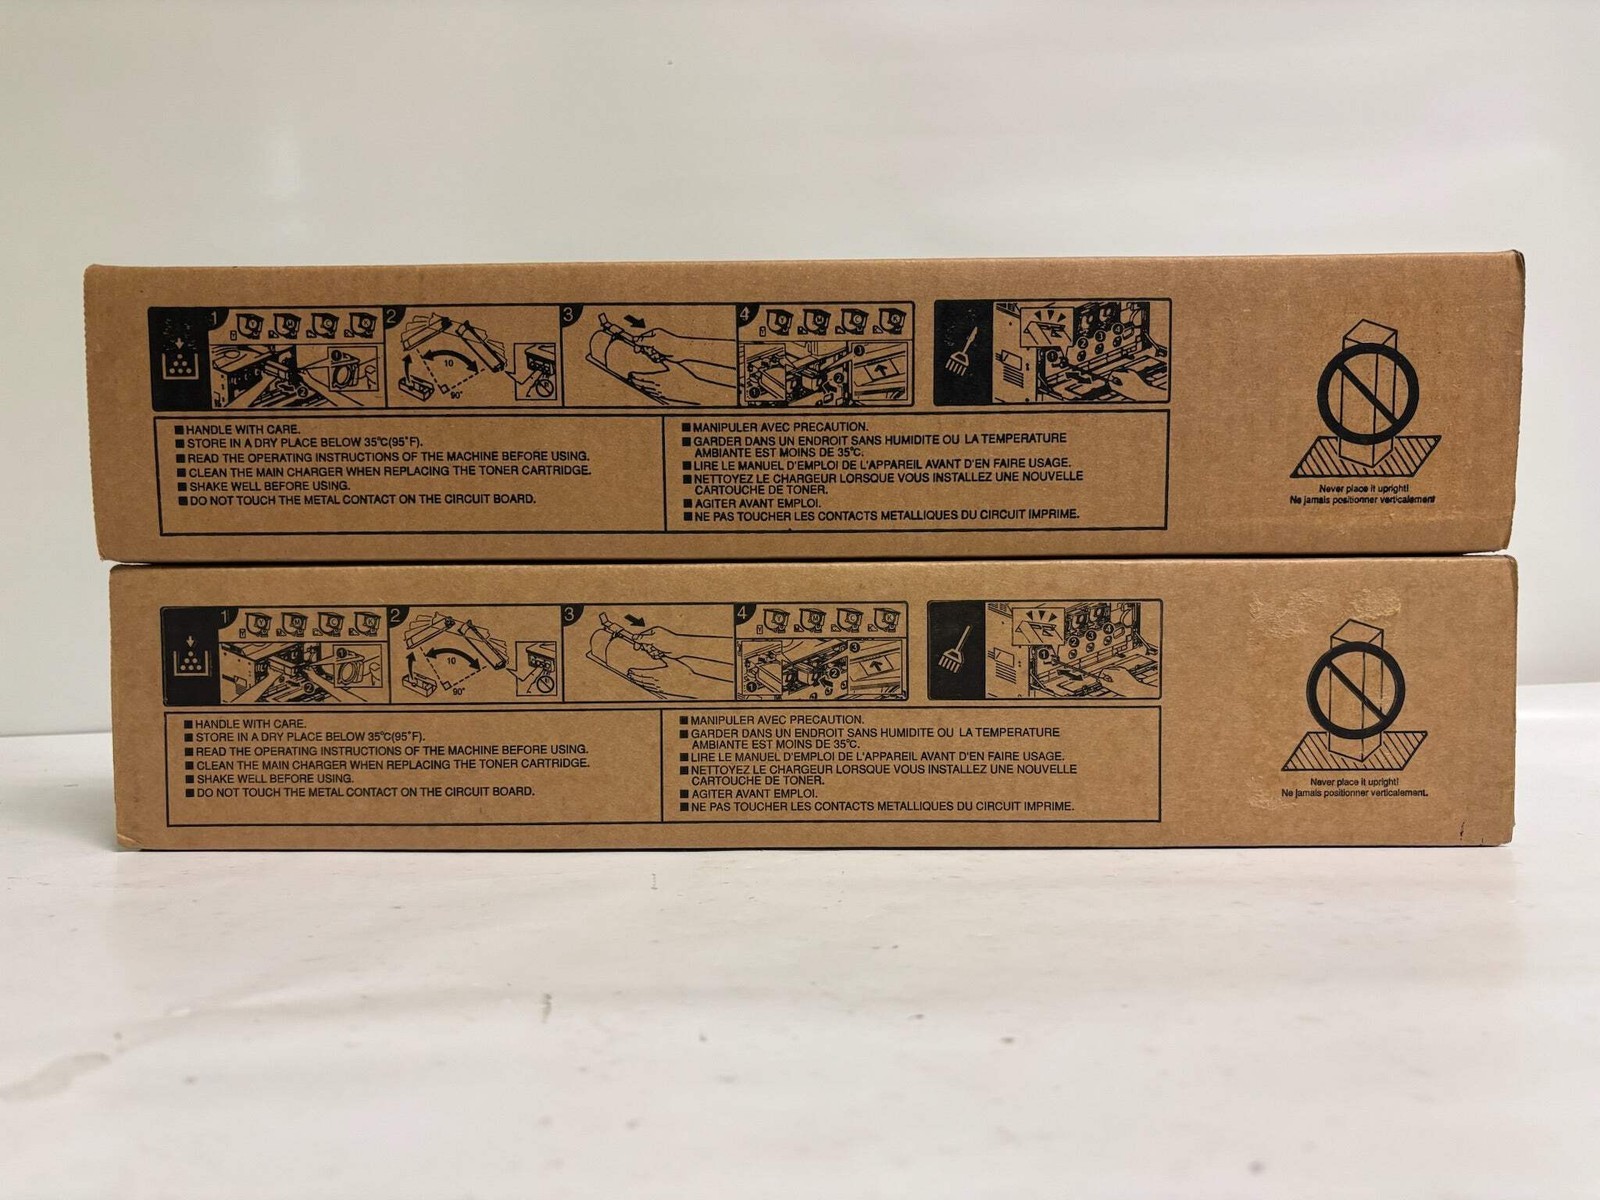 1 2 3 4
Y M C K
Y M C K
10
90°
■ HANDLE WITH CARE.
■ STORE IN A DRY PLACE BELOW 35℃(95°F).
■ READ THE OPERATING INSTRUCTIONS OF THE MACHINE BEFORE USING.
■ CLEAN THE MAIN CHARGER WHEN REPLACING THE TONER CARTRIDGE.
■ SHAKE WELL BEFORE USING.
■ DO NOT TOUCH THE METAL CONTACT ON THE CIRCUIT BOARD.
■ MANIPULER AVEC PRECAUTION.
■ GARDER DANS UN ENDROIT SANS HUMIDITE OU LA TEMPERATURE
AMBIANTE EST MOINS DE 35℃.
■ LIRE LE MANUEL D'EMPLOI DE L'APPAREIL AVANT D'EN FAIRE USAGE.
■ NETTOYEZ LE CHARGEUR LORSQUE VOUS INSTALLEZ UNE NOUVELLE
CARTOUCHE DE TONER.
■ AGITER AVANT EMPLOI.
■ NE PAS TOUCHER LES CONTACTS METALLIQUES DU CIRCUIT IMPRIME.
Never place it upright!
Ne jamais positionner verticalement
1 2 3 4
Y M C K
Y M C K
10
90°
■ HANDLE WITH CARE.
■ STORE IN A DRY PLACE BELOW 35℃(95°F).
■ READ THE OPERATING INSTRUCTIONS OF THE MACHINE BEFORE USING.
■ CLEAN THE MAIN CHARGER WHEN REPLACING THE TONER CARTRIDGE.
■ SHAKE WELL BEFORE USING.
■ DO NOT TOUCH THE METAL CONTACT ON THE CIRCUIT BOARD.
■ MANIPULER AVEC PRECAUTION.
■ GARDER DANS UN ENDROIT SANS HUMIDITE OU LA TEMPERATURE
AMBIANTE EST MOINS DE 35℃.
■ LIRE LE MANUEL D'EMPLOI DE L'APPAREIL AVANT D'EN FAIRE USAGE.
■ NETTOYEZ LE CHARGEUR LORSQUE VOUS INSTALLEZ UNE NOUVELLE
CARTOUCHE DE TONER.
■ AGITER AVANT EMPLOI.
■ NE PAS TOUCHER LES CONTACTS METALLIQUES DU CIRCUIT IMPRIME.
Never place it upright!
Ne jamais positionner verticalement.